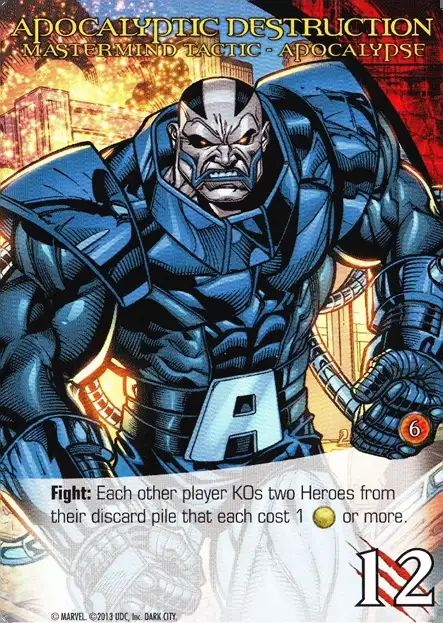 APOCALYPTIC DESTRUCTION
MASTERMIND TACTIC - APOCALYPSE
A
6
Fight: Each other player KOs two Heroes from
their discard pile that each cost 1 or more.
12
© MARVEL. ©2013 UDC, Inc. DARK CITY.